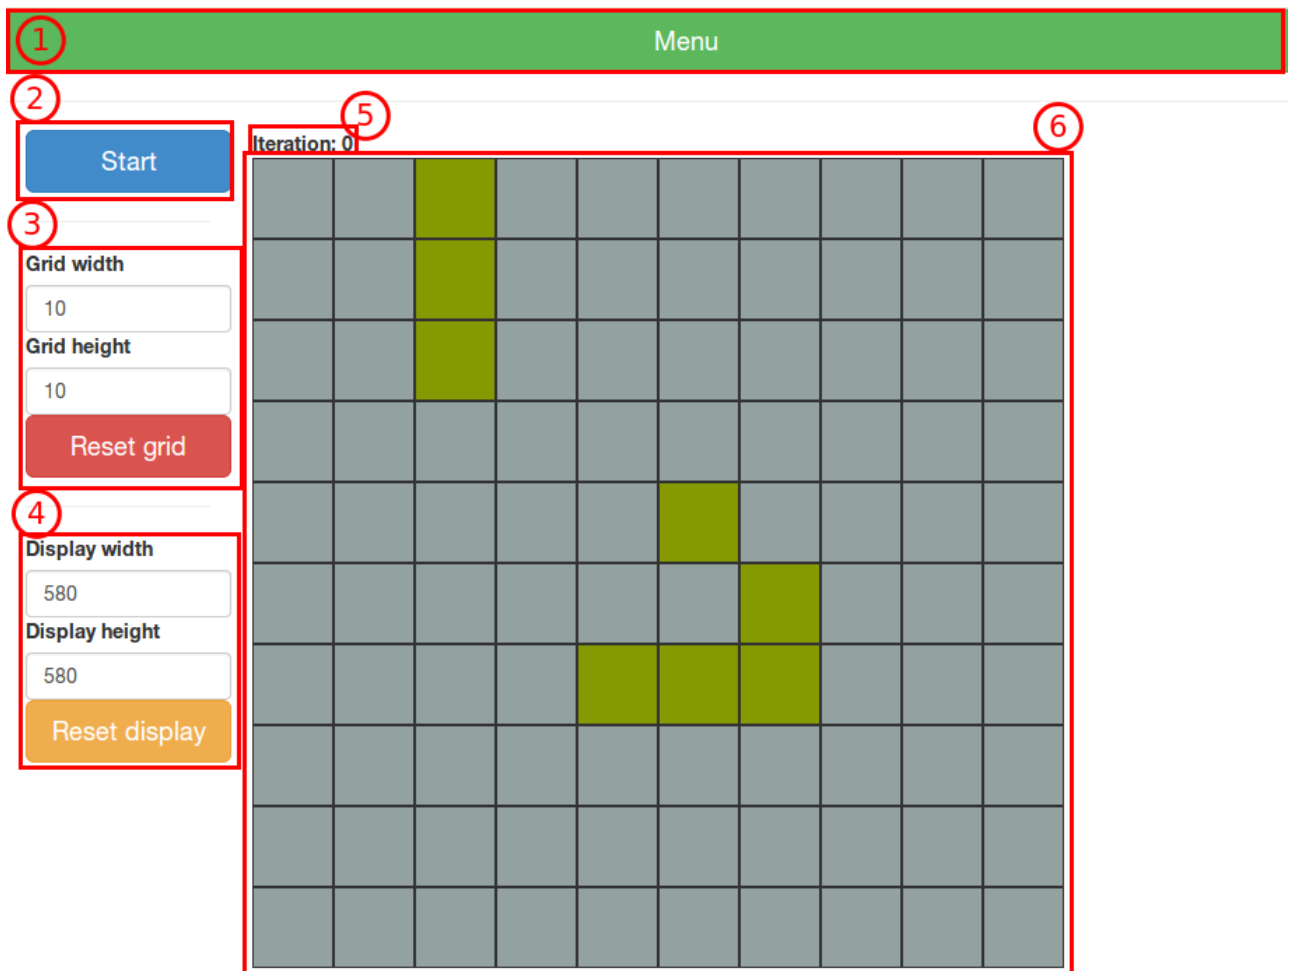 1
Menu
2
5
6
Start
Iteration: 0
3
Grid width
10
Grid height
10
Reset grid
4
Display width
580
Display height
580
Reset display